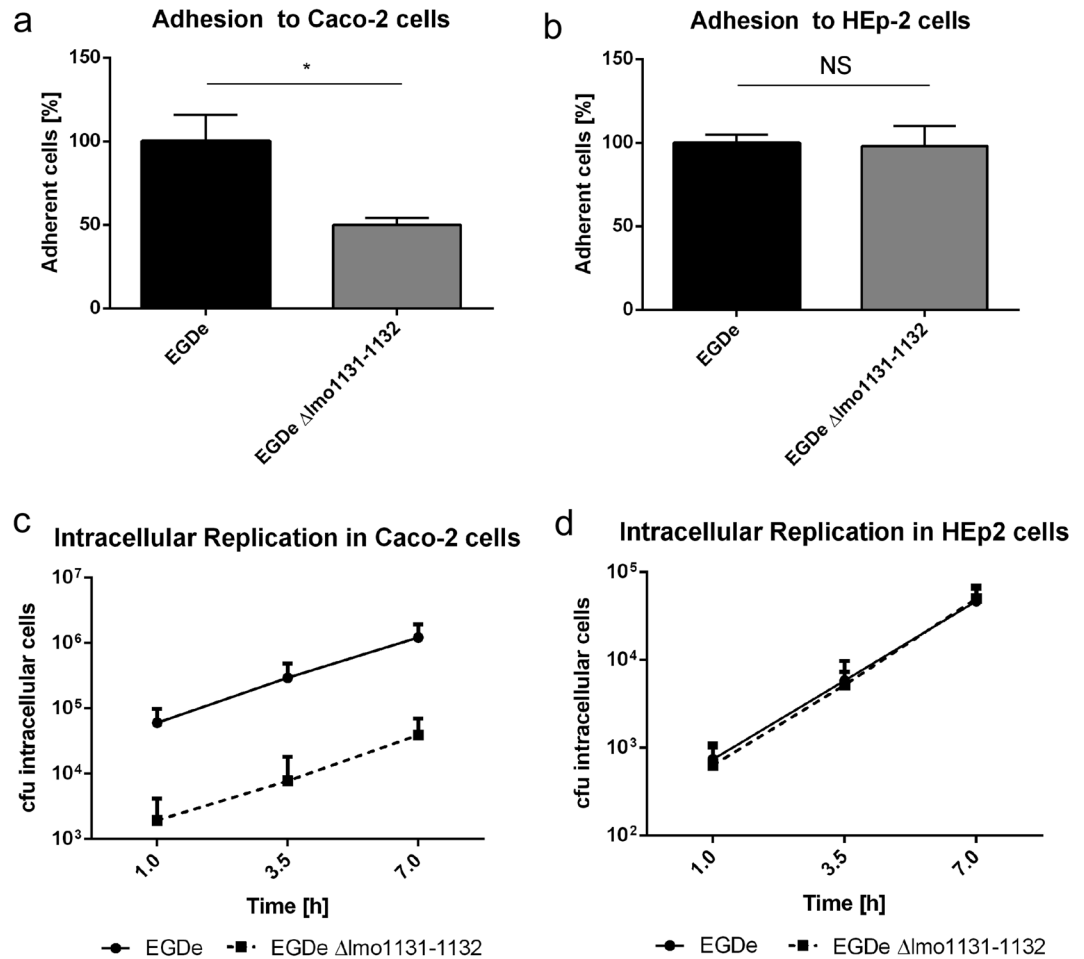 a
Adhesion to Caco-2 cells
Adherent cells [%]
150
100
50
0
*
EGDe
EGDe Δlmo1131-1132
b
Adhesion to HEp-2 cells
Adherent cells [%]
150
100
50
0
NS
EGDe
EGDe Δlmo1131-1132
c
Intracellular Replication in Caco-2 cells
cfu intracellular cells
10⁷
10⁶
10⁵
10⁴
10³
1.0
3.5
7.0
Time [h]
EGDe
EGDe Δlmo1131-1132
d
Intracellular Replication in HEp2 cells
cfu intracellular cells
10⁵
10⁴
10³
10²
1.0
3.5
7.0
Time [h]
EGDe
EGDe Δlmo1131-1132